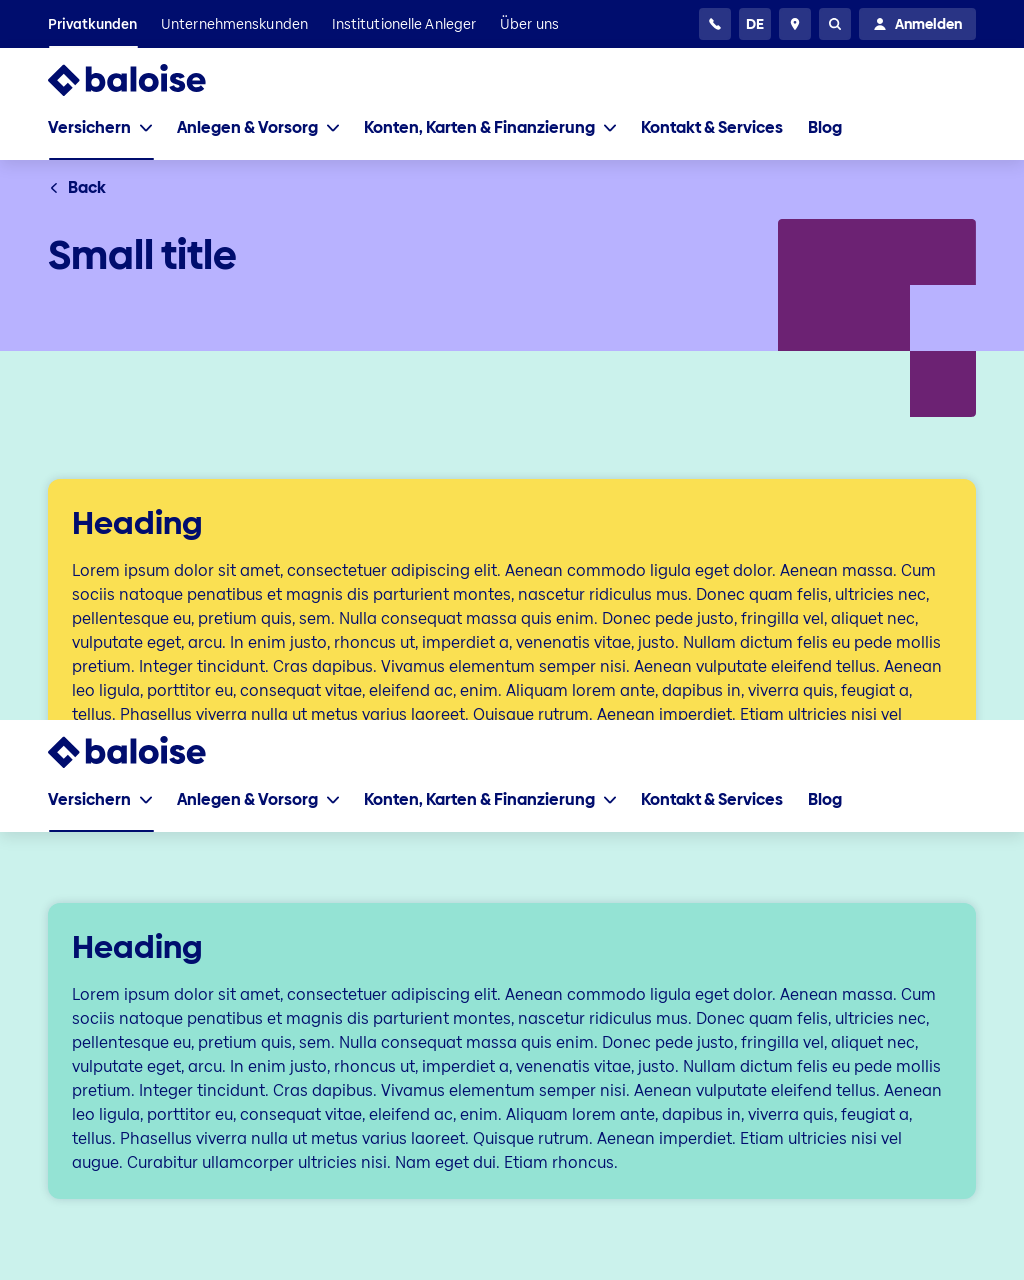 Privatkunden Unternehmenskunden Institutionelle Anleger Über uns DE Anmelden
baloise
Versichern Anlegen & Vorsorg Konten, Karten & Finanzierung Kontakt & Services Blog
Back
Small title
Heading
Lorem ipsum dolor sit amet, consectetuer adipiscing elit. Aenean commodo ligula eget dolor. Aenean massa. Cum
sociis natoque penatibus et magnis dis parturient montes, nascetur ridiculus mus. Donec quam felis, ultricies nec,
pellentesque eu, pretium quis, sem. Nulla consequat massa quis enim. Donec pede justo, fringilla vel, aliquet nec,
vulputate eget, arcu. In enim justo, rhoncus ut, imperdiet a, venenatis vitae, justo. Nullam dictum felis eu pede mollis
pretium. Integer tincidunt. Cras dapibus. Vivamus elementum semper nisi. Aenean vulputate eleifend tellus. Aenean
leo ligula, porttitor eu, consequat vitae, eleifend ac, enim. Aliquam lorem ante, dapibus in, viverra quis, feugiat a,
tellus. Phasellus viverra nulla ut metus varius laoreet. Quisque rutrum. Aenean imperdiet. Etiam ultricies nisi vel
baloise
Versichern Anlegen & Vorsorg Konten, Karten & Finanzierung Kontakt & Services Blog
Heading
Lorem ipsum dolor sit amet, consectetuer adipiscing elit. Aenean commodo ligula eget dolor. Aenean massa. Cum
sociis natoque penatibus et magnis dis parturient montes, nascetur ridiculus mus. Donec quam felis, ultricies nec,
pellentesque eu, pretium quis, sem. Nulla consequat massa quis enim. Donec pede justo, fringilla vel, aliquet nec,
vulputate eget, arcu. In enim justo, rhoncus ut, imperdiet a, venenatis vitae, justo. Nullam dictum felis eu pede mollis
pretium. Integer tincidunt. Cras dapibus. Vivamus elementum semper nisi. Aenean vulputate eleifend tellus. Aenean
leo ligula, porttitor eu, consequat vitae, eleifend ac, enim. Aliquam lorem ante, dapibus in, viverra quis, feugiat a,
tellus. Phasellus viverra nulla ut metus varius laoreet. Quisque rutrum. Aenean imperdiet. Etiam ultricies nisi vel
augue. Curabitur ullamcorper ultricies nisi. Nam eget dui. Etiam rhoncus.